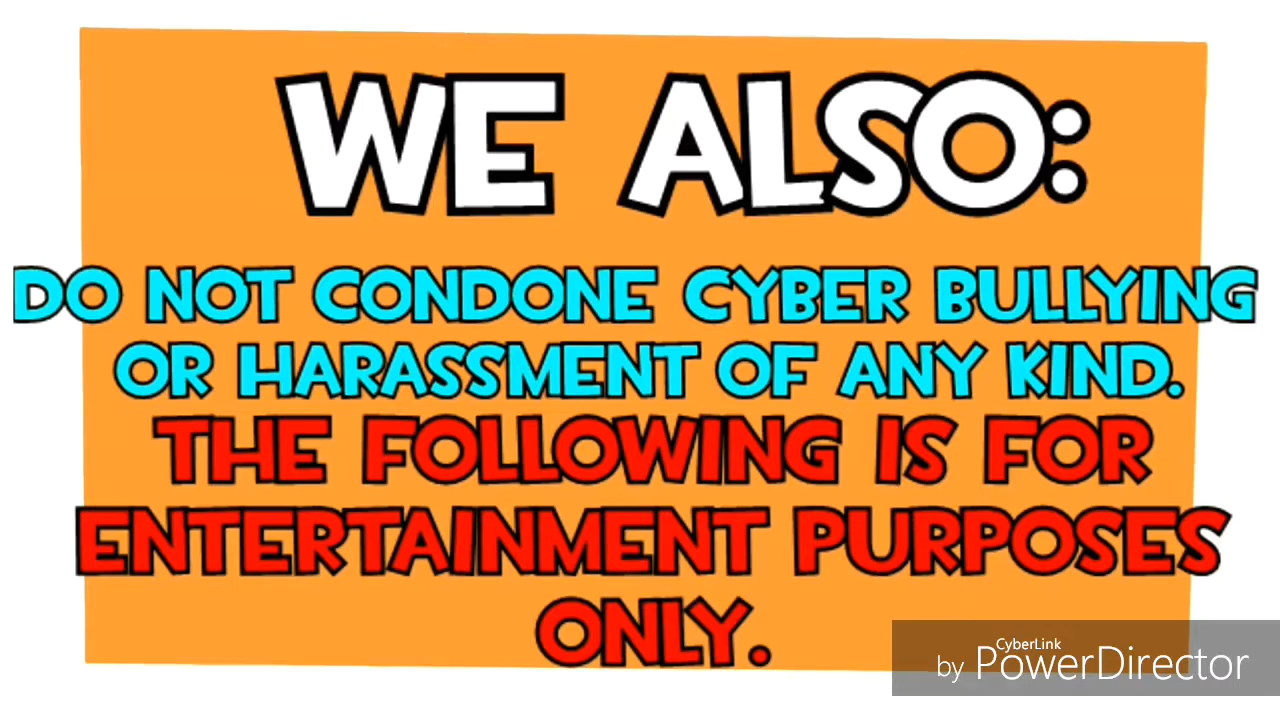 WE ALSO:
DO NOT CONDONE CYBER BULLYING
OR HARASSMENT OF ANY KIND.
THE FOLLOWING IS FOR
ENTERTAINMENT PURPOSES
ONLY.
CyberLink
by PowerDirector